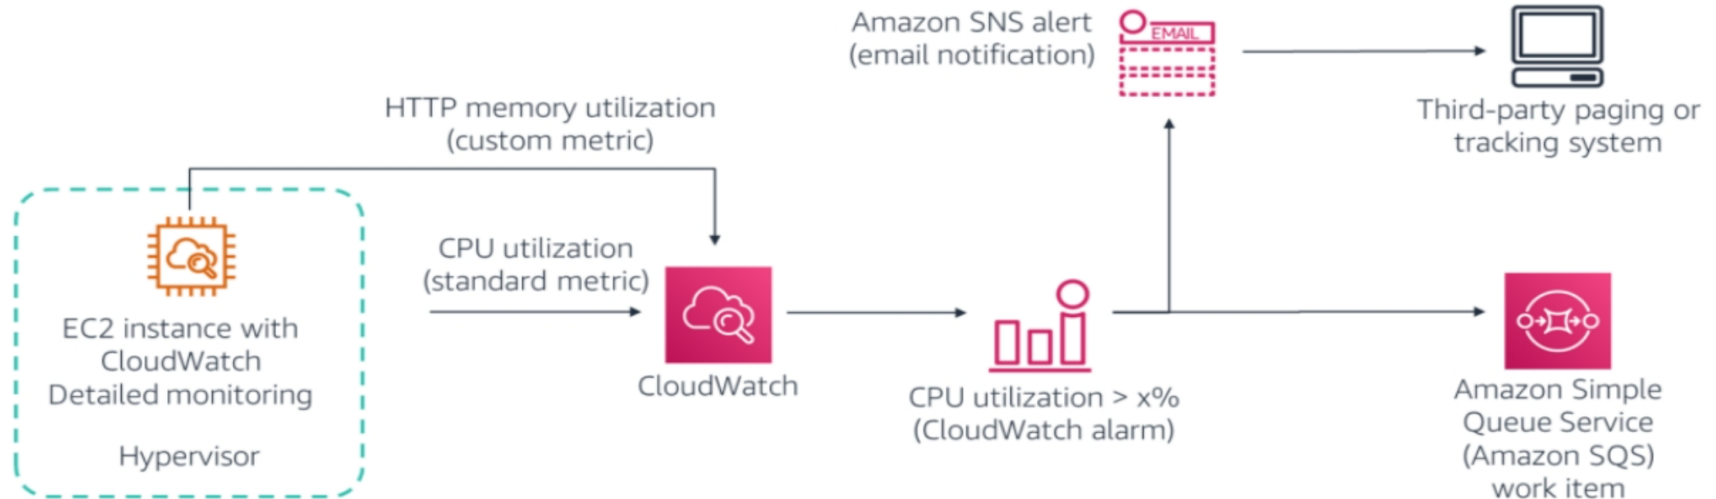 Amazon SNS alert
(email notification)
EMAIL
Third-party paging or
tracking system
HTTP memory utilization
(custom metric)
CPU utilization
(standard metric)
EC2 instance with
CloudWatch
Detailed monitoring
Hypervisor
CloudWatch
CPU utilization > x%
(CloudWatch alarm)
Amazon Simple
Queue Service
(Amazon SQS)
work item